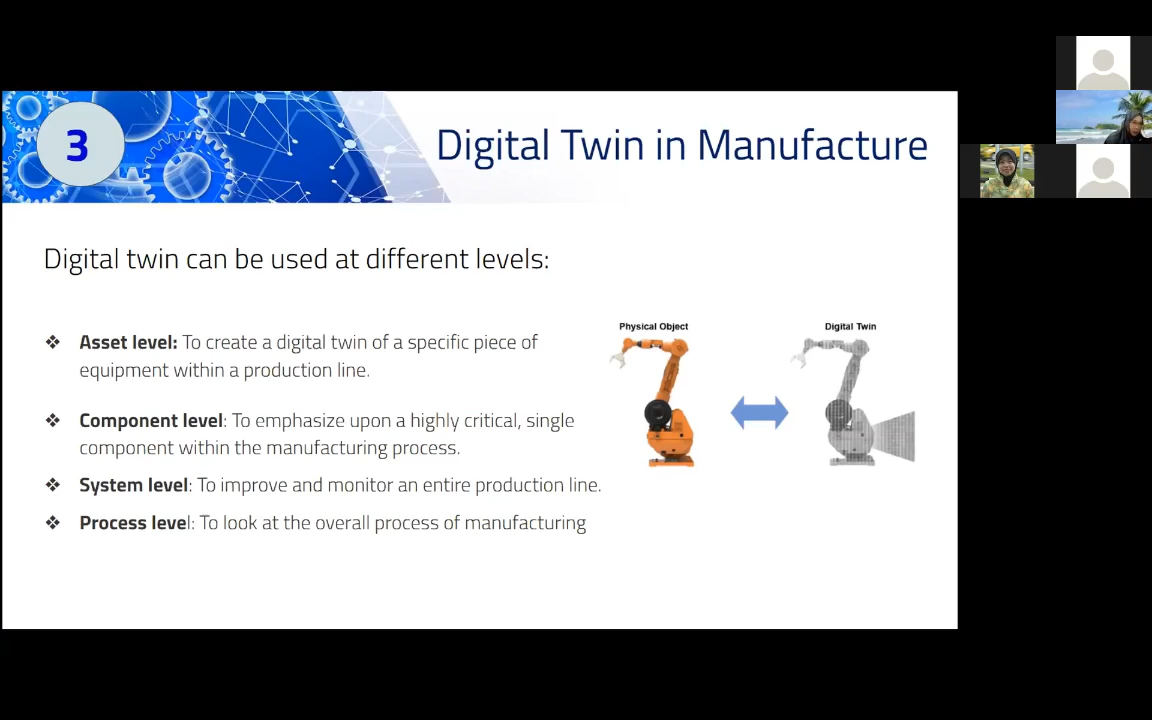 3
Digital Twin in Manufacture
Digital twin can be used at different levels:
❖ Asset level: To create a digital twin of a specific piece of
equipment within a production line.
❖ Component level: To emphasize upon a highly critical, single
component within the manufacturing process.
❖ System level: To improve and monitor an entire production line.
❖ Process level: To look at the overall process of manufacturing
Physical Object
Digital Twin